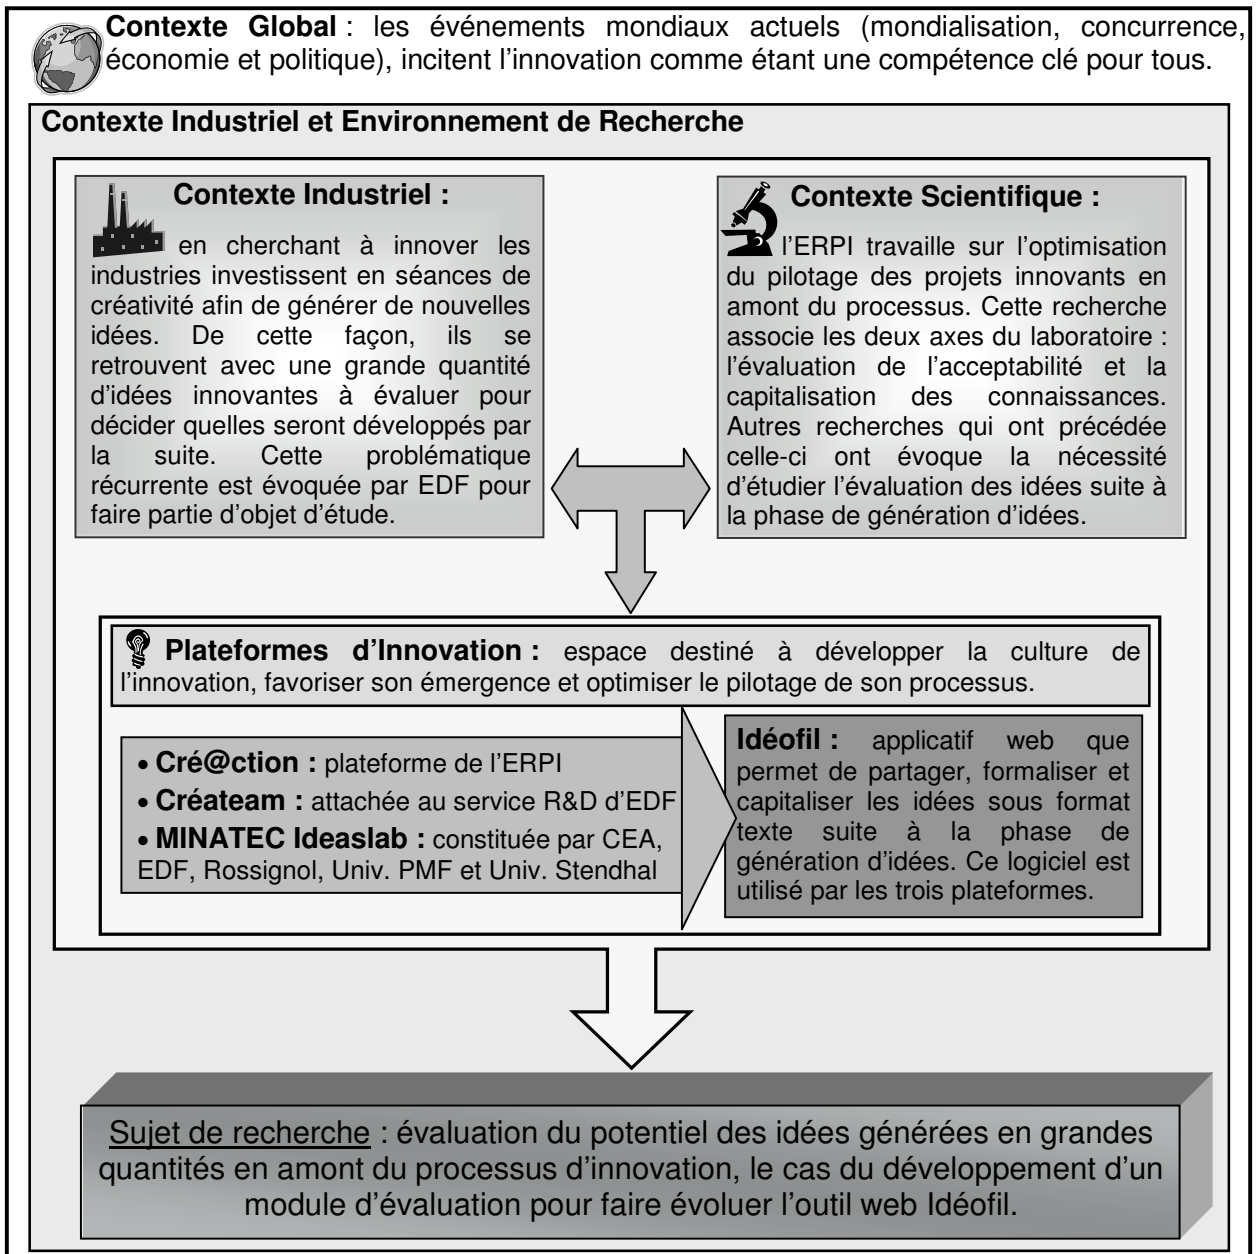 Contexte Global : les événements mondiaux actuels (mondialisation, concurrence,
économie et politique), incitent l'innovation comme étant une compétence clé pour tous.
Contexte Industriel et Environnement de Recherche
Contexte Industriel :
en cherchant à innover les
industries investissent en séances de
créativité afin de générer de nouvelles
idées. De cette façon, ils se
retrouvent avec une grande quantité
d'idées innovantes à évaluer pour
décider quelles seront développés par
la suite. Cette problématique
récurrente est évoquée par EDF pour
faire partie d'objet d'étude.
Contexte Scientifique :
l'ERPI travaille sur l'optimisation
du pilotage des projets innovants en
amont du processus. Cette recherche
associe les deux axes du laboratoire :
l'évaluation de l'acceptabilité et la
capitalisation des connaissances.
Autres recherches qui ont précédée
celle-ci ont évoque la nécessité
d'étudier l'évaluation des idées suite à
la phase de génération d'idées.
Plateformes d'Innovation : espace destiné à développer la culture de
l'innovation, favoriser son émergence et optimiser le pilotage de son processus.
• Cré@ction : plateforme de l'ERPI
• Créateam : attachée au service R&D d'EDF
• MINATEC Ideaslab : constituée par CEA,
EDF, Rossignol, Univ. PMF et Univ. Stendhal
Idéofil : applicatif web que
permet de partager, formaliser et
capitaliser les idées sous format
texte suite à la phase de
génération d'idées. Ce logiciel est
utilisé par les trois plateformes.
Sujet de recherche : évaluation du potentiel des idées générées en grandes
quantités en amont du processus d'innovation, le cas du développement d'un
module d'évaluation pour faire évoluer l'outil web Idéofil.